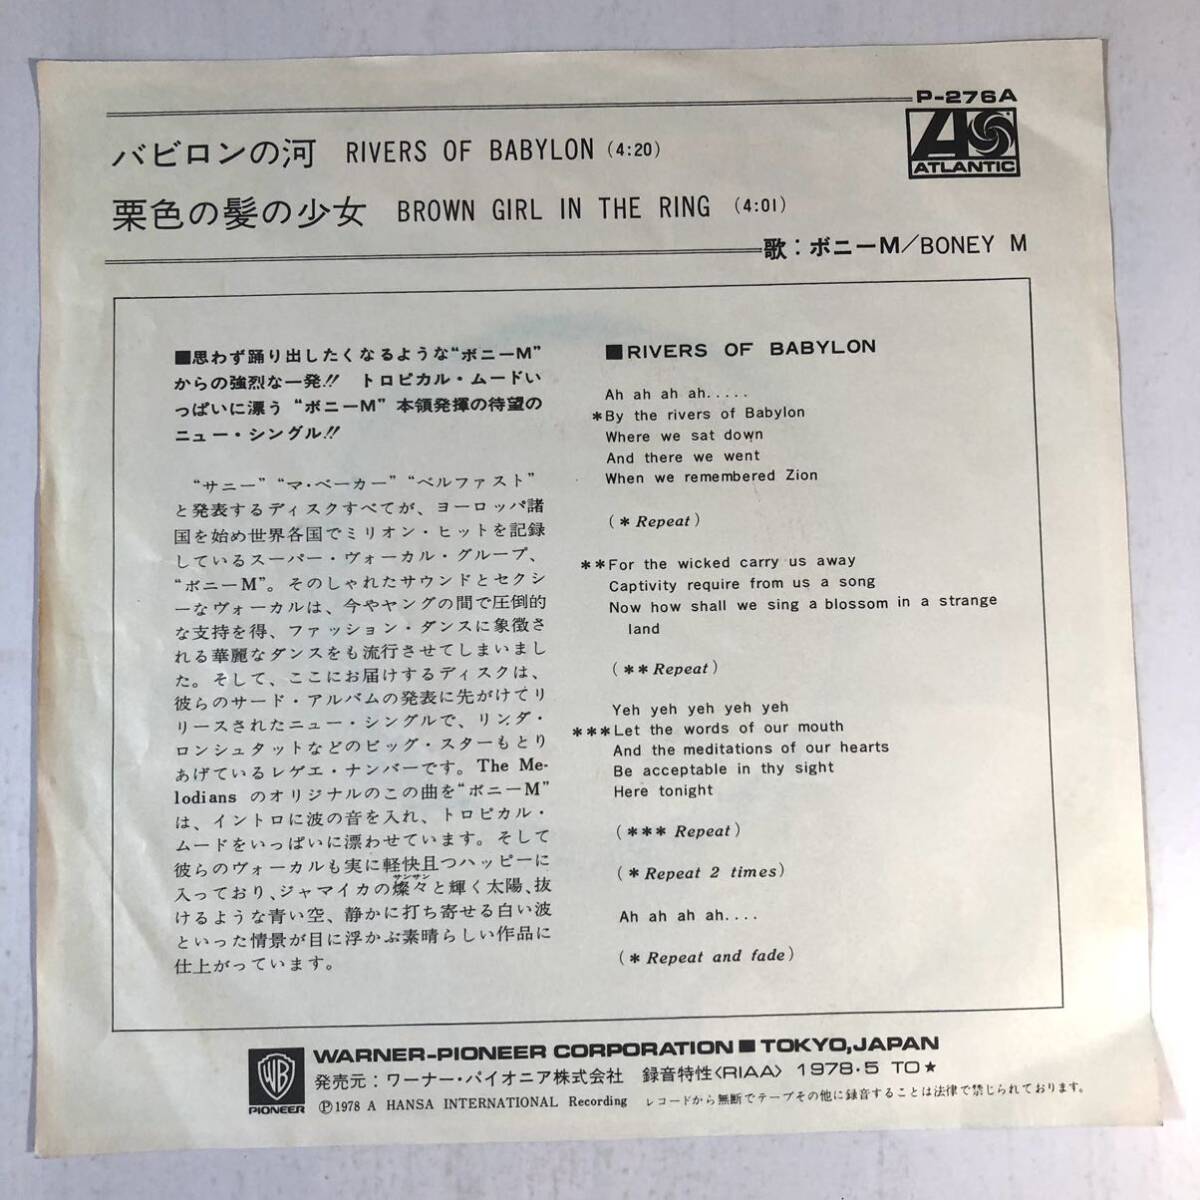 P-276A
ATLANTIC
バビロンの河 RIVERS OF BABYLON (4:20)
栗色の髪の少女 BROWN GIRL IN THE RING (4:01)
歌：ボニーM／BONEY M
■思わず踊り出したくなるような“ボニーM”
からの強烈な一発!! トロピカル・ムードい
っぱいに漂う “ボニーM” 本領発揮の待望の
ニュー・シングル!!
“サニー” “マ・ベーカー” “ベルファスト”
と発表するディスクすべてが、ヨーロッパ諸
国を始め世界各国でミリオン・ヒットを記録
しているスーパー・ヴォーカル・グループ、
“ボニーM”。そのしゃれたサウンドとセクシ
ーなヴォーカルは、今やヤングの間で圧倒的
な支持を得、ファッション・ダンスに象徴さ
れる華麗なダンスをも流行させてしまいまし
た。そして、ここにお届けするディスクは、
彼らのサード・アルバムの発表に先がけてリ
リースされたニュー・シングルで、リンダ・
ロンシュタットなどのビッグ・スターもとり
あげているレゲエ・ナンバーです。The Me-
lodians のオリジナルのこの曲を“ボニーM”
は、イントロに波の音を入れ、トロピカル・
ムードをいっぱいに漂わせています。そして
彼らのヴォーカルも実に軽快且つハッピーに
サンサン
入っており、ジャマイカの燦々と輝く太陽、抜
けるような青い空、静かに打ち寄せる白い波
といった情景が目に浮かぶ素晴らしい作品に
仕上がっています。
■RIVERS OF BABYLON
Ah ah ah ah.....
*By the rivers of Babylon
Where we sat down
And there we went
When we remembered Zion
(* Repeat)
**For the wicked carry us away
Captivity require from us a song
Now how shall we sing a blossom in a strange
land
(** Repeat)
Yeh yeh yeh yeh yeh
***Let the words of our mouth
And the meditations of our hearts
Be acceptable in thy sight
Here tonight
(*** Repeat)
(* Repeat 2 times)
Ah ah ah ah....
(* Repeat and fade)
WB
PIONEER
WARNER-PIONEER CORPORATION ■ TOKYO,JAPAN
発売元：ワーナー・パイオニア株式会社 録音特性〈RIAA〉 1978・5 TO★
Ⓟ1978 A HANSA INTERNATIONAL Recording レコードから無断でテープその他に録音することは法律で禁じられております。